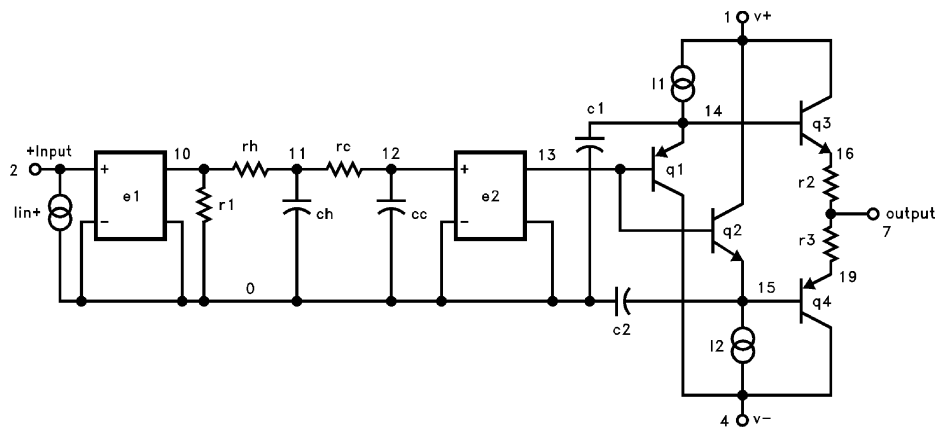 1 v+
I1
c1
14
q3
+Input
10
rh
11
rc
12
13
16
2
+
+
q1
r2
e1
e2
Iin+
r1
ch
cc
q2
output
7
−
−
r3
0
15
19
q4
c2
I2
4 v−